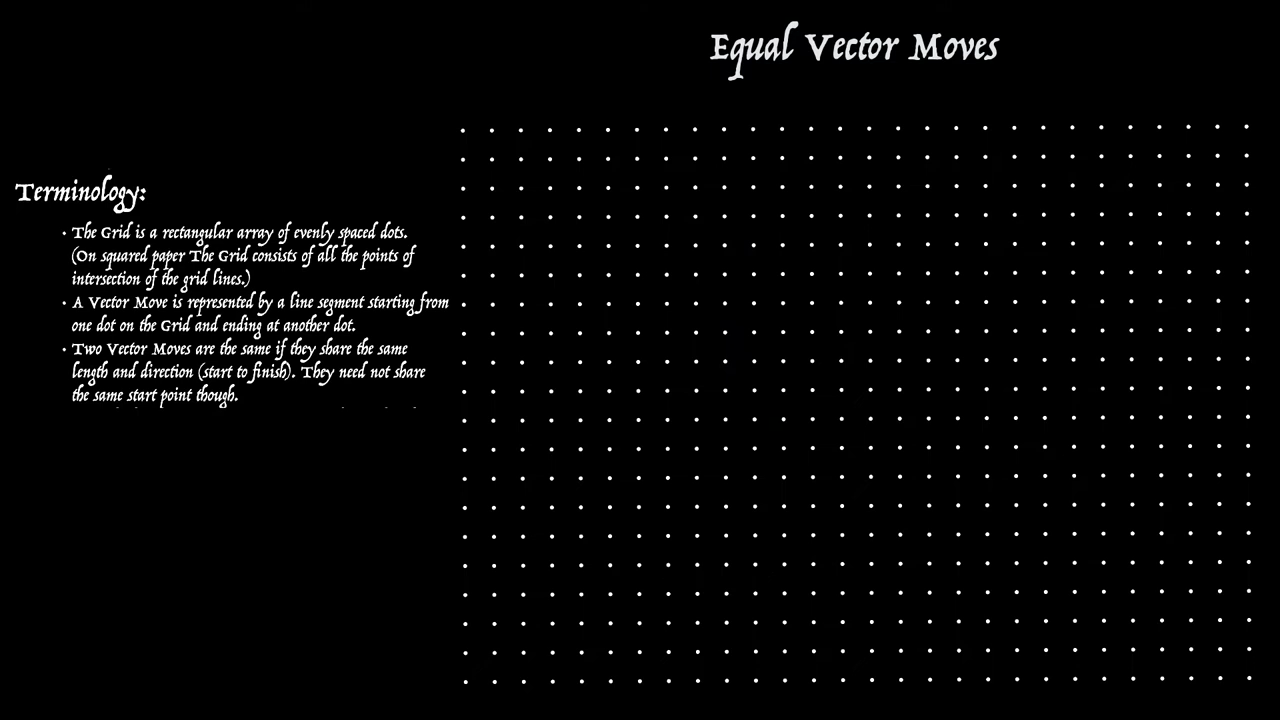 Equal Vector Moves
Terminology:
• The Grid is a rectangular array of evenly spaced dots.
(On squared paper The Grid consists of all the points of
intersection of the grid lines.)
• A Vector Move is represented by a line segment starting from
one dot on the Grid and ending at another dot.
• Two Vector Moves are the same if they share the same
length and direction (start to finish). They need not share
the same start point though.